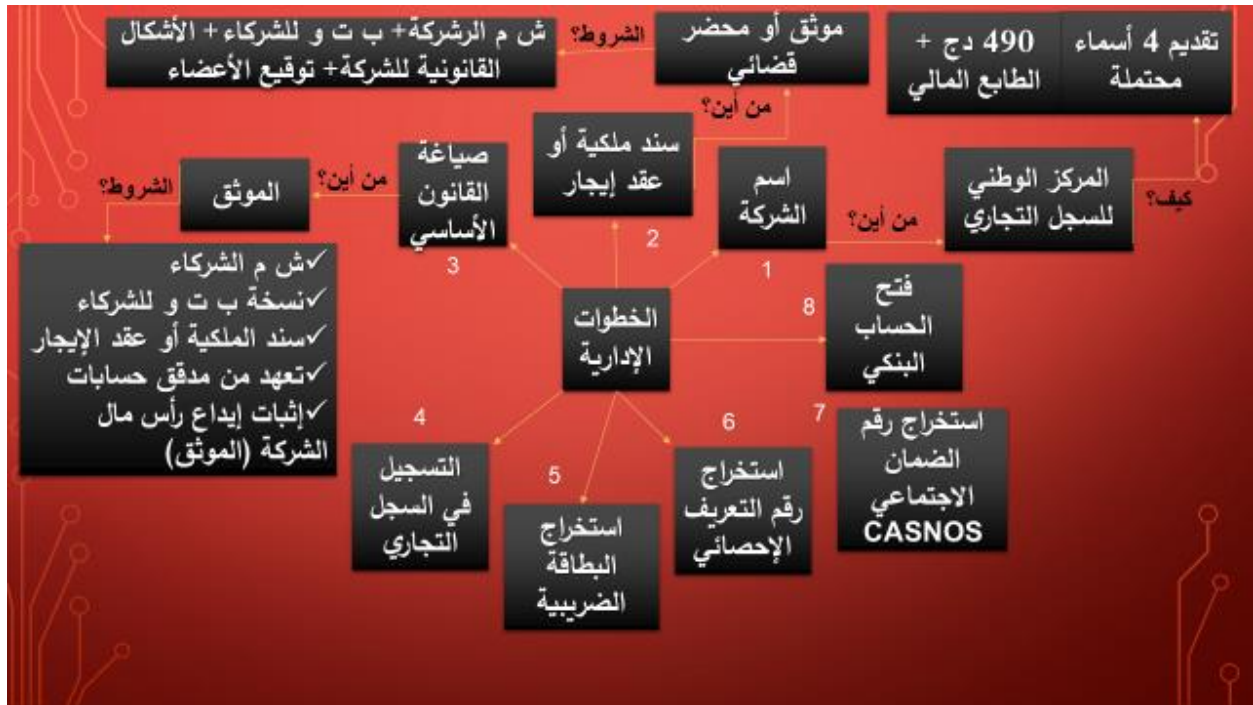 ش م الرشركة+ ب ت و للشركاء+ الأشكال
القانونية للشركة+ توقيع الأعضاء
الشروط؟
موثق أو محضر
قضائي
490 دج +
الطابع المالي
تقديم 4 أسماء
محتملة
من أين؟
سند ملكية أو
عقد إيجار
صياغة
القانون
الأساسي
من أين؟
الموثق
الشروط؟
اسم
الشركة
من أين؟
المركز الوطني
للسجل التجاري
كيف؟
2
3
1
ش م الشركاء
نسخة ب ت و للشركاء
سند الملكية أو عقد الإيجار
تعهد من مدقق حسابات
إثبات إيداع رأس مال
الشركة (الموثق)
الخطوات
الإدارية
8
فتح
الحساب
البنكي
4
التسجيل
في السجل
التجاري
5
استخراج
البطاقة
الضريبية
6
استخراج
رقم التعريف
الإحصائي
7
استخراج رقم
الضمان
الاجتماعي
CASNOS